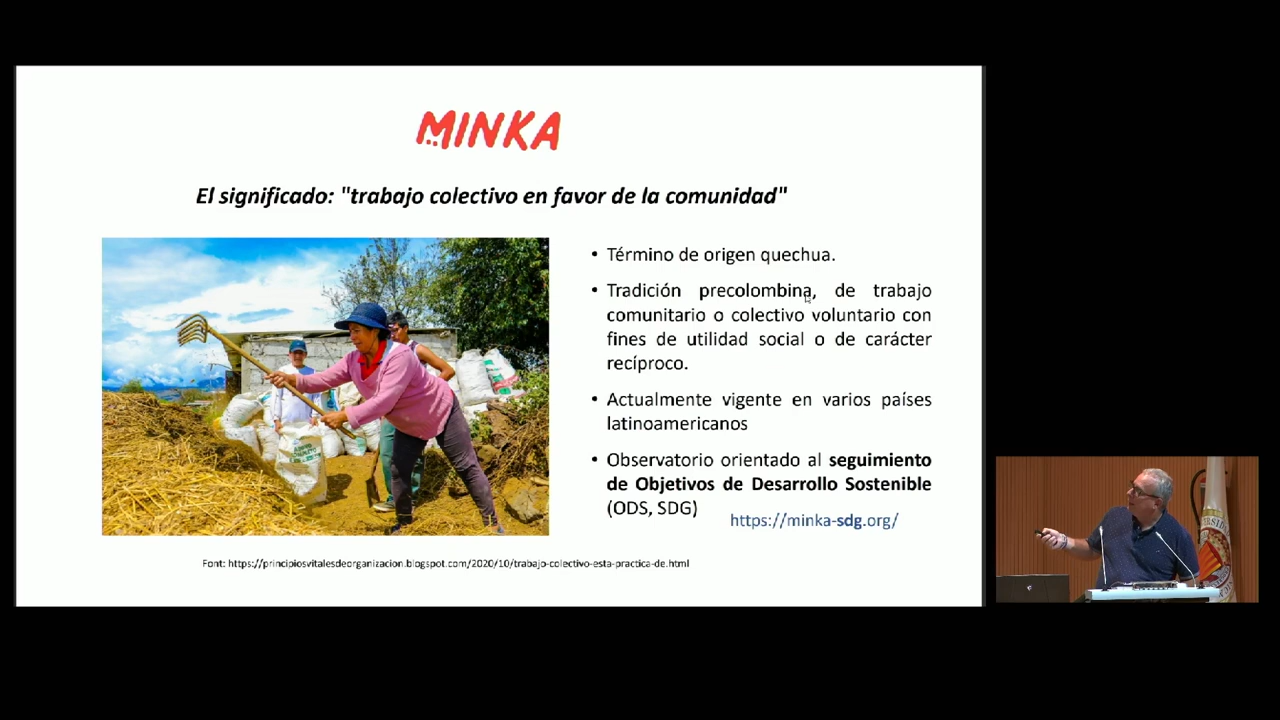 MINKA
El significado: "trabajo colectivo en favor de la comunidad"
• Término de origen quechua.
• Tradición precolombina, de trabajo
comunitario o colectivo voluntario con
fines de utilidad social o de carácter
recíproco.
• Actualmente vigente en varios países
latinoamericanos
• Observatorio orientado al seguimiento
de Objetivos de Desarrollo Sostenible
(ODS, SDG)
https://minka-sdg.org/
Font: https://principiosvitalesdeorganizacion.blogspot.com/2020/10/trabajo-colectivo-esta-practica-de.html